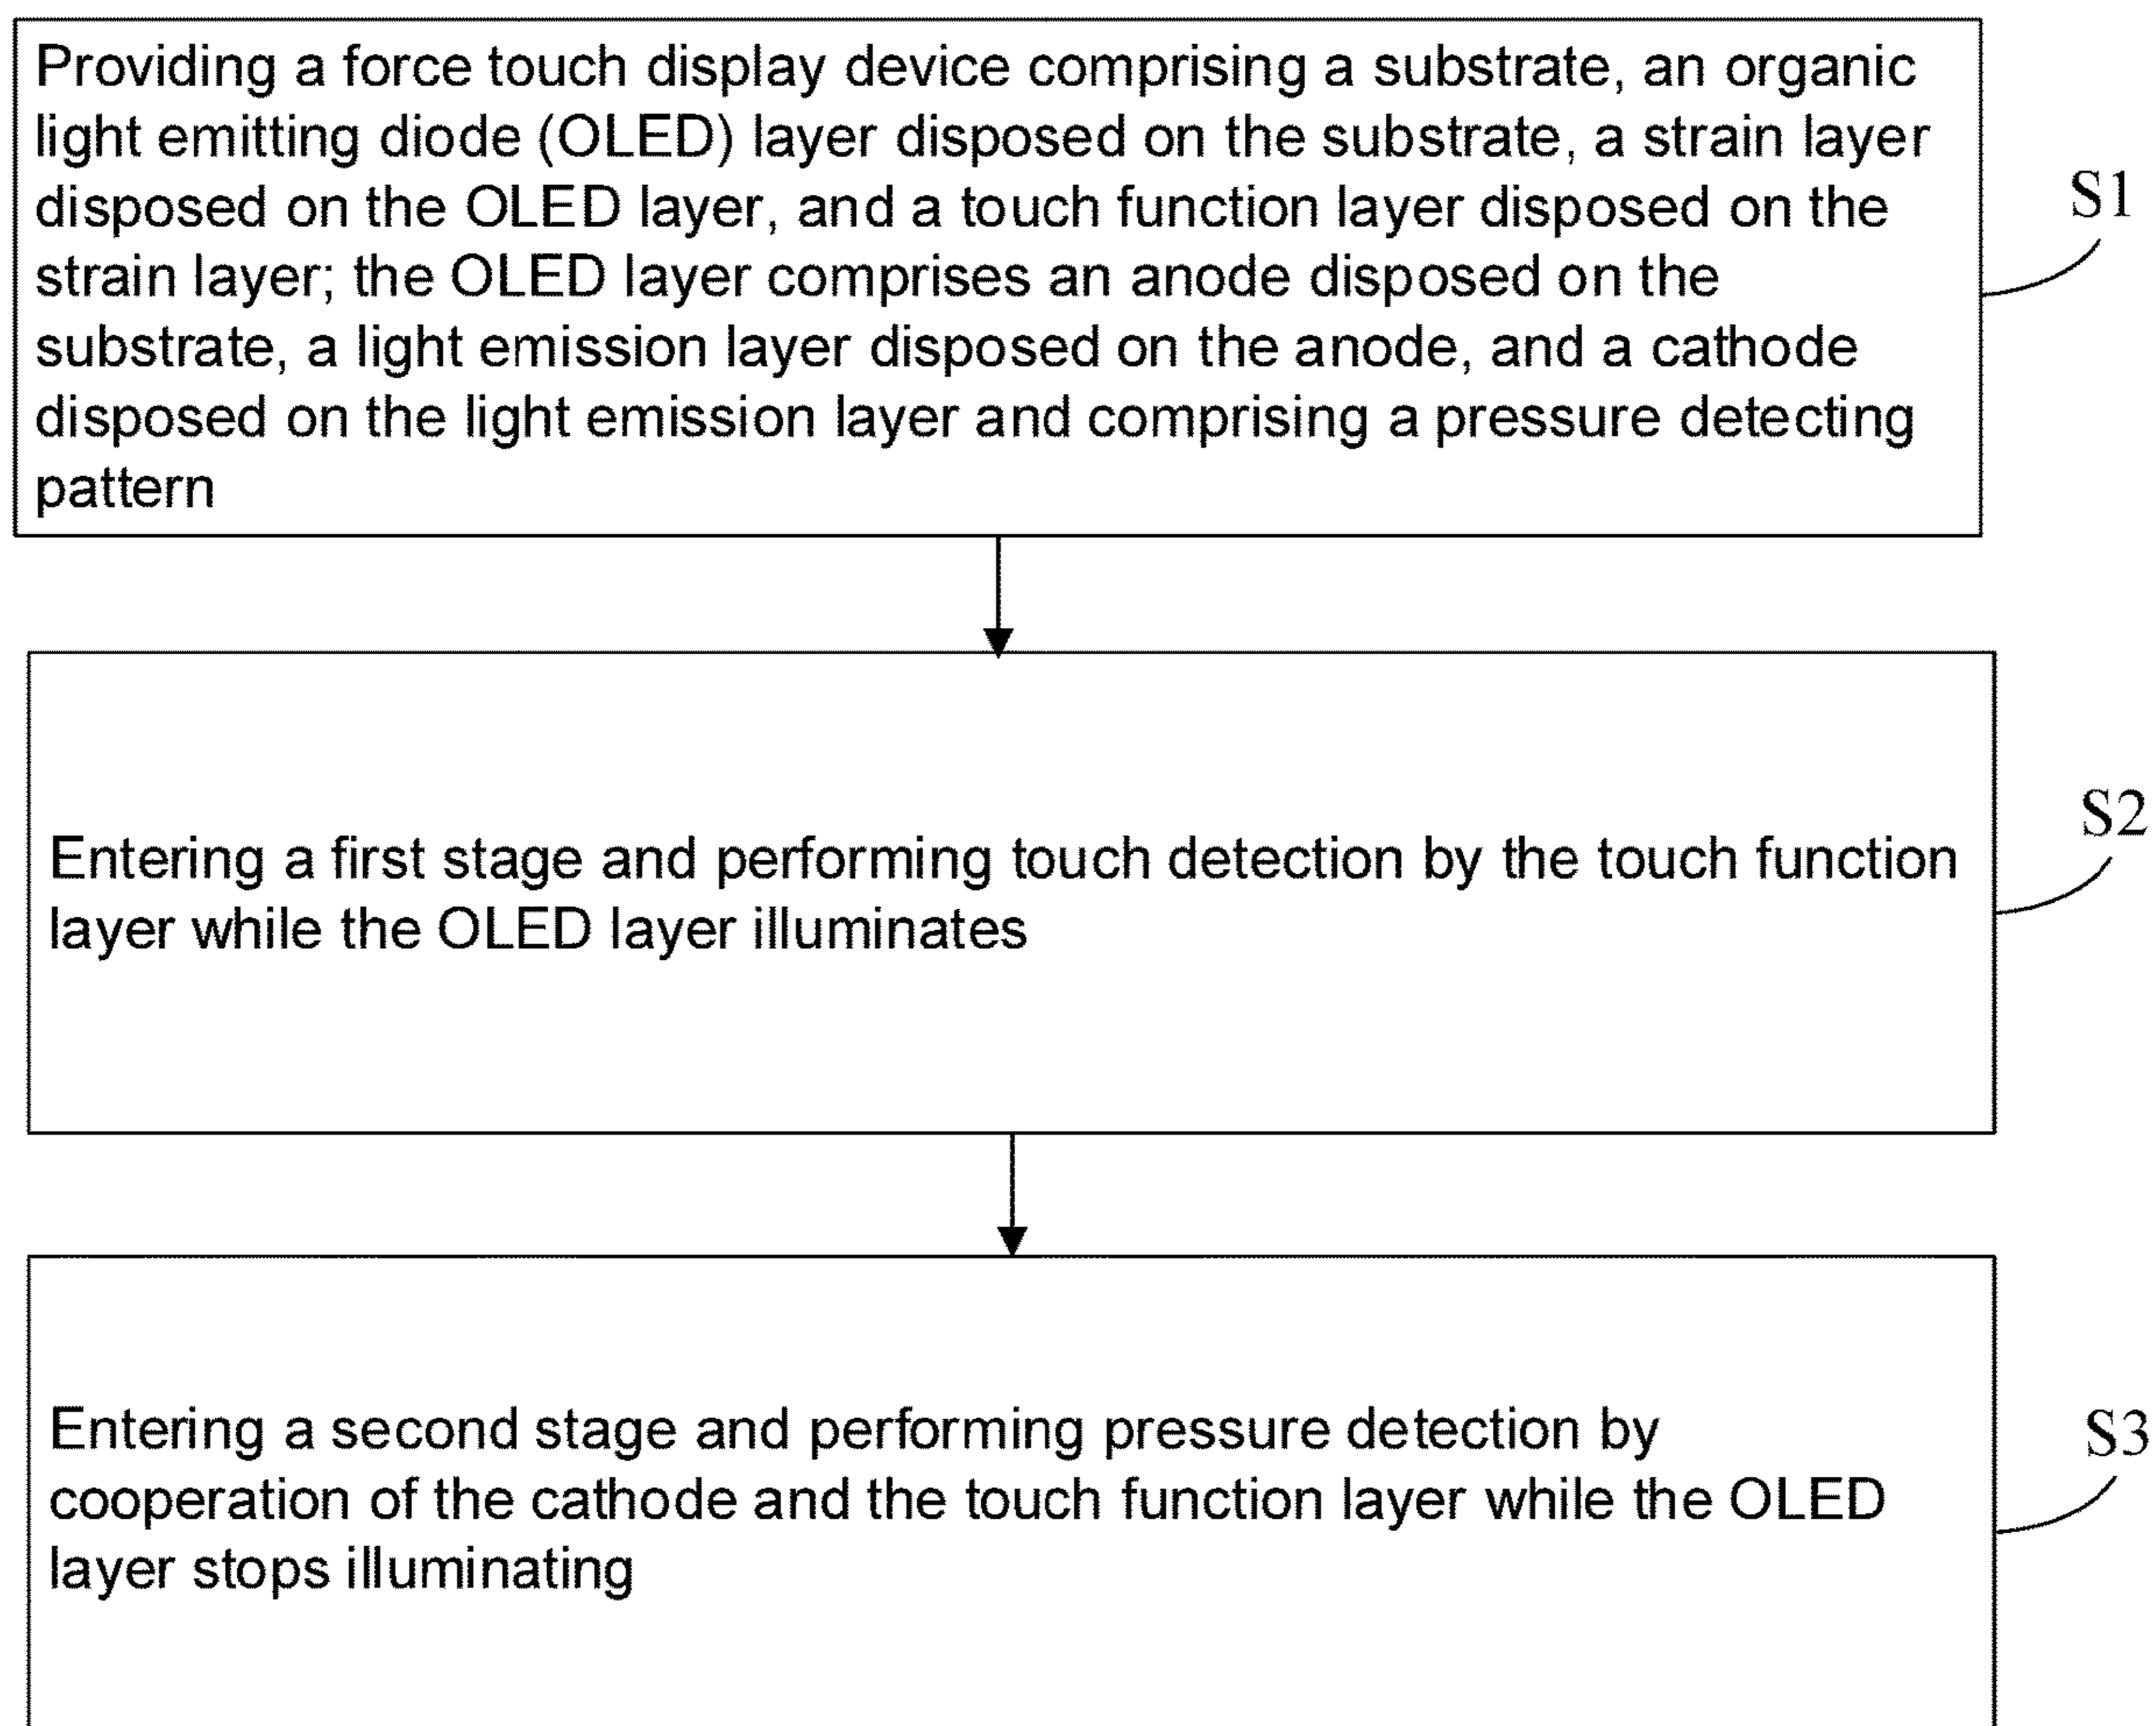 Providing a force touch display device comprising a substrate, an organic
light emitting diode (OLED) layer disposed on the substrate, a strain layer
disposed on the OLED layer, and a touch function layer disposed on the
strain layer; the OLED layer comprises an anode disposed on the
substrate, a light emission layer disposed on the anode, and a cathode
disposed on the light emission layer and comprising a pressure detecting
pattern
S1
Entering a first stage and performing touch detection by the touch function
layer while the OLED layer illuminates
S2
Entering a second stage and performing pressure detection by
cooperation of the cathode and the touch function layer while the OLED
layer stops illuminating
S3